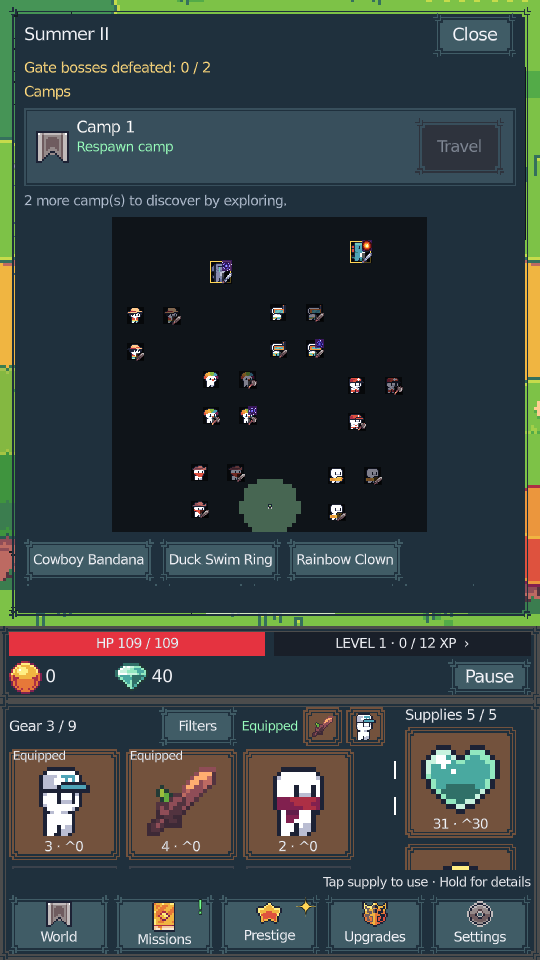 Summer II
Close
Gate bosses defeated: 0 / 2
Camps
Camp 1
Respawn camp
Travel
2 more camp(s) to discover by exploring.
Cowboy Bandana
Duck Swim Ring
Rainbow Clown
HP 109 / 109
LEVEL 1 · 0 / 12 XP ›
0
40
Pause
Gear 3 / 9
Filters
Equipped
Supplies 5 / 5
Equipped
Equipped
3 · ^0
4 · ^0
2 · ^0
31 · ^30
Tap supply to use · Hold for details
World
Missions
Prestige
Upgrades
Settings